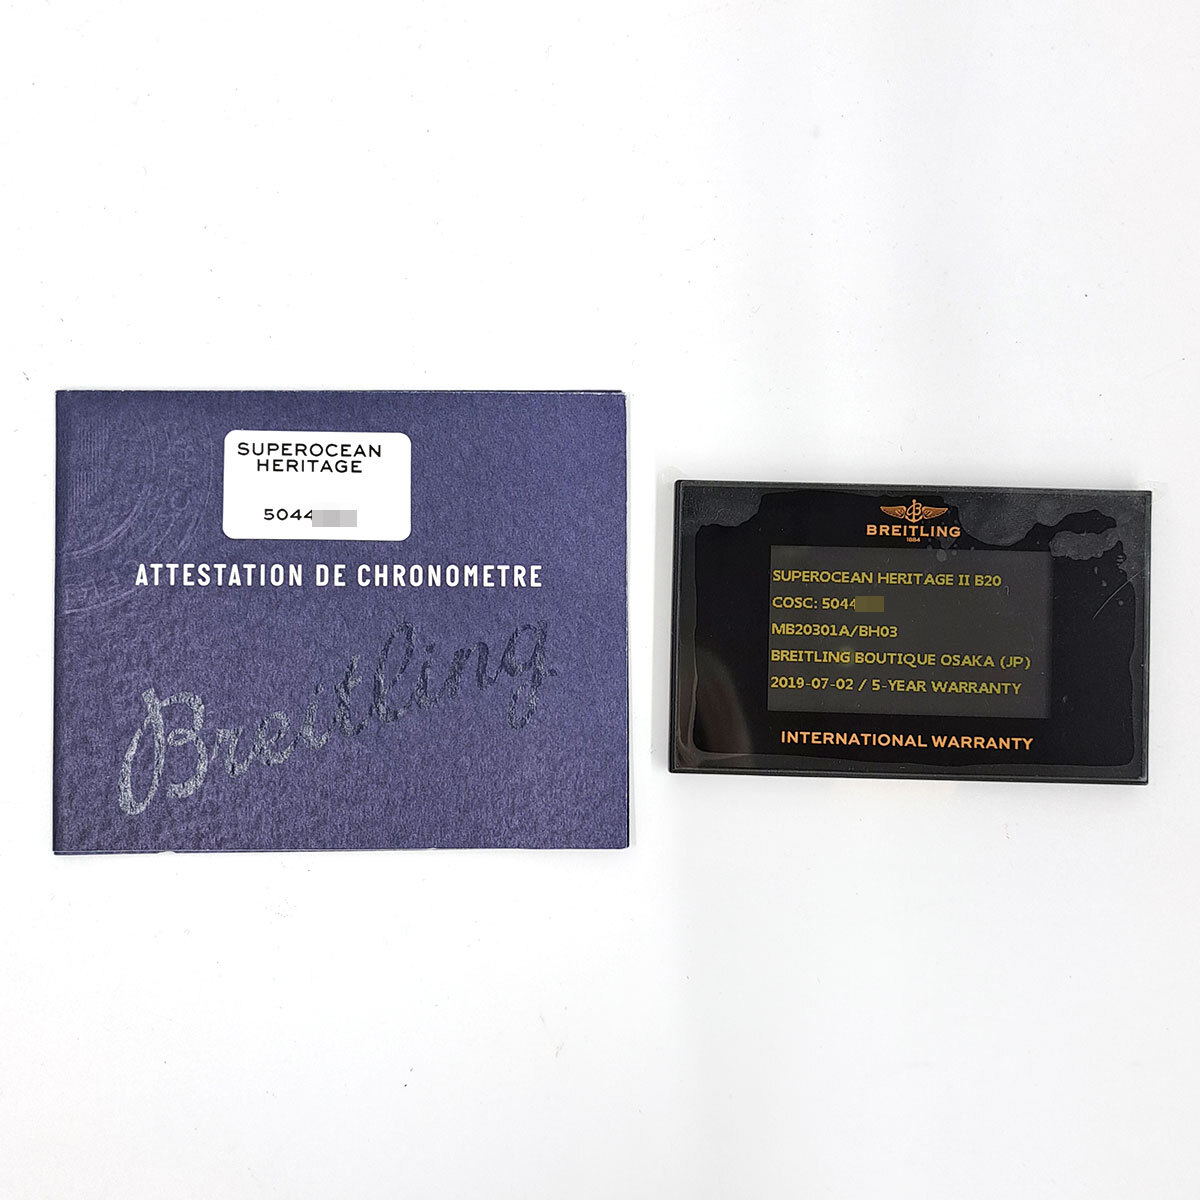 SUPEROCEAN
HERITAGE
5044
ATTESTATION DE CHRONOMETRE
Breitling
BREITLING
1884
SUPEROCEAN HERITAGE II B20
COSC: 5044
MB20301A/BH03
BREITLING BOUTIQUE OSAKA (JP)
2019-07-02 / 5-YEAR WARRANTY
INTERNATIONAL WARRANTY